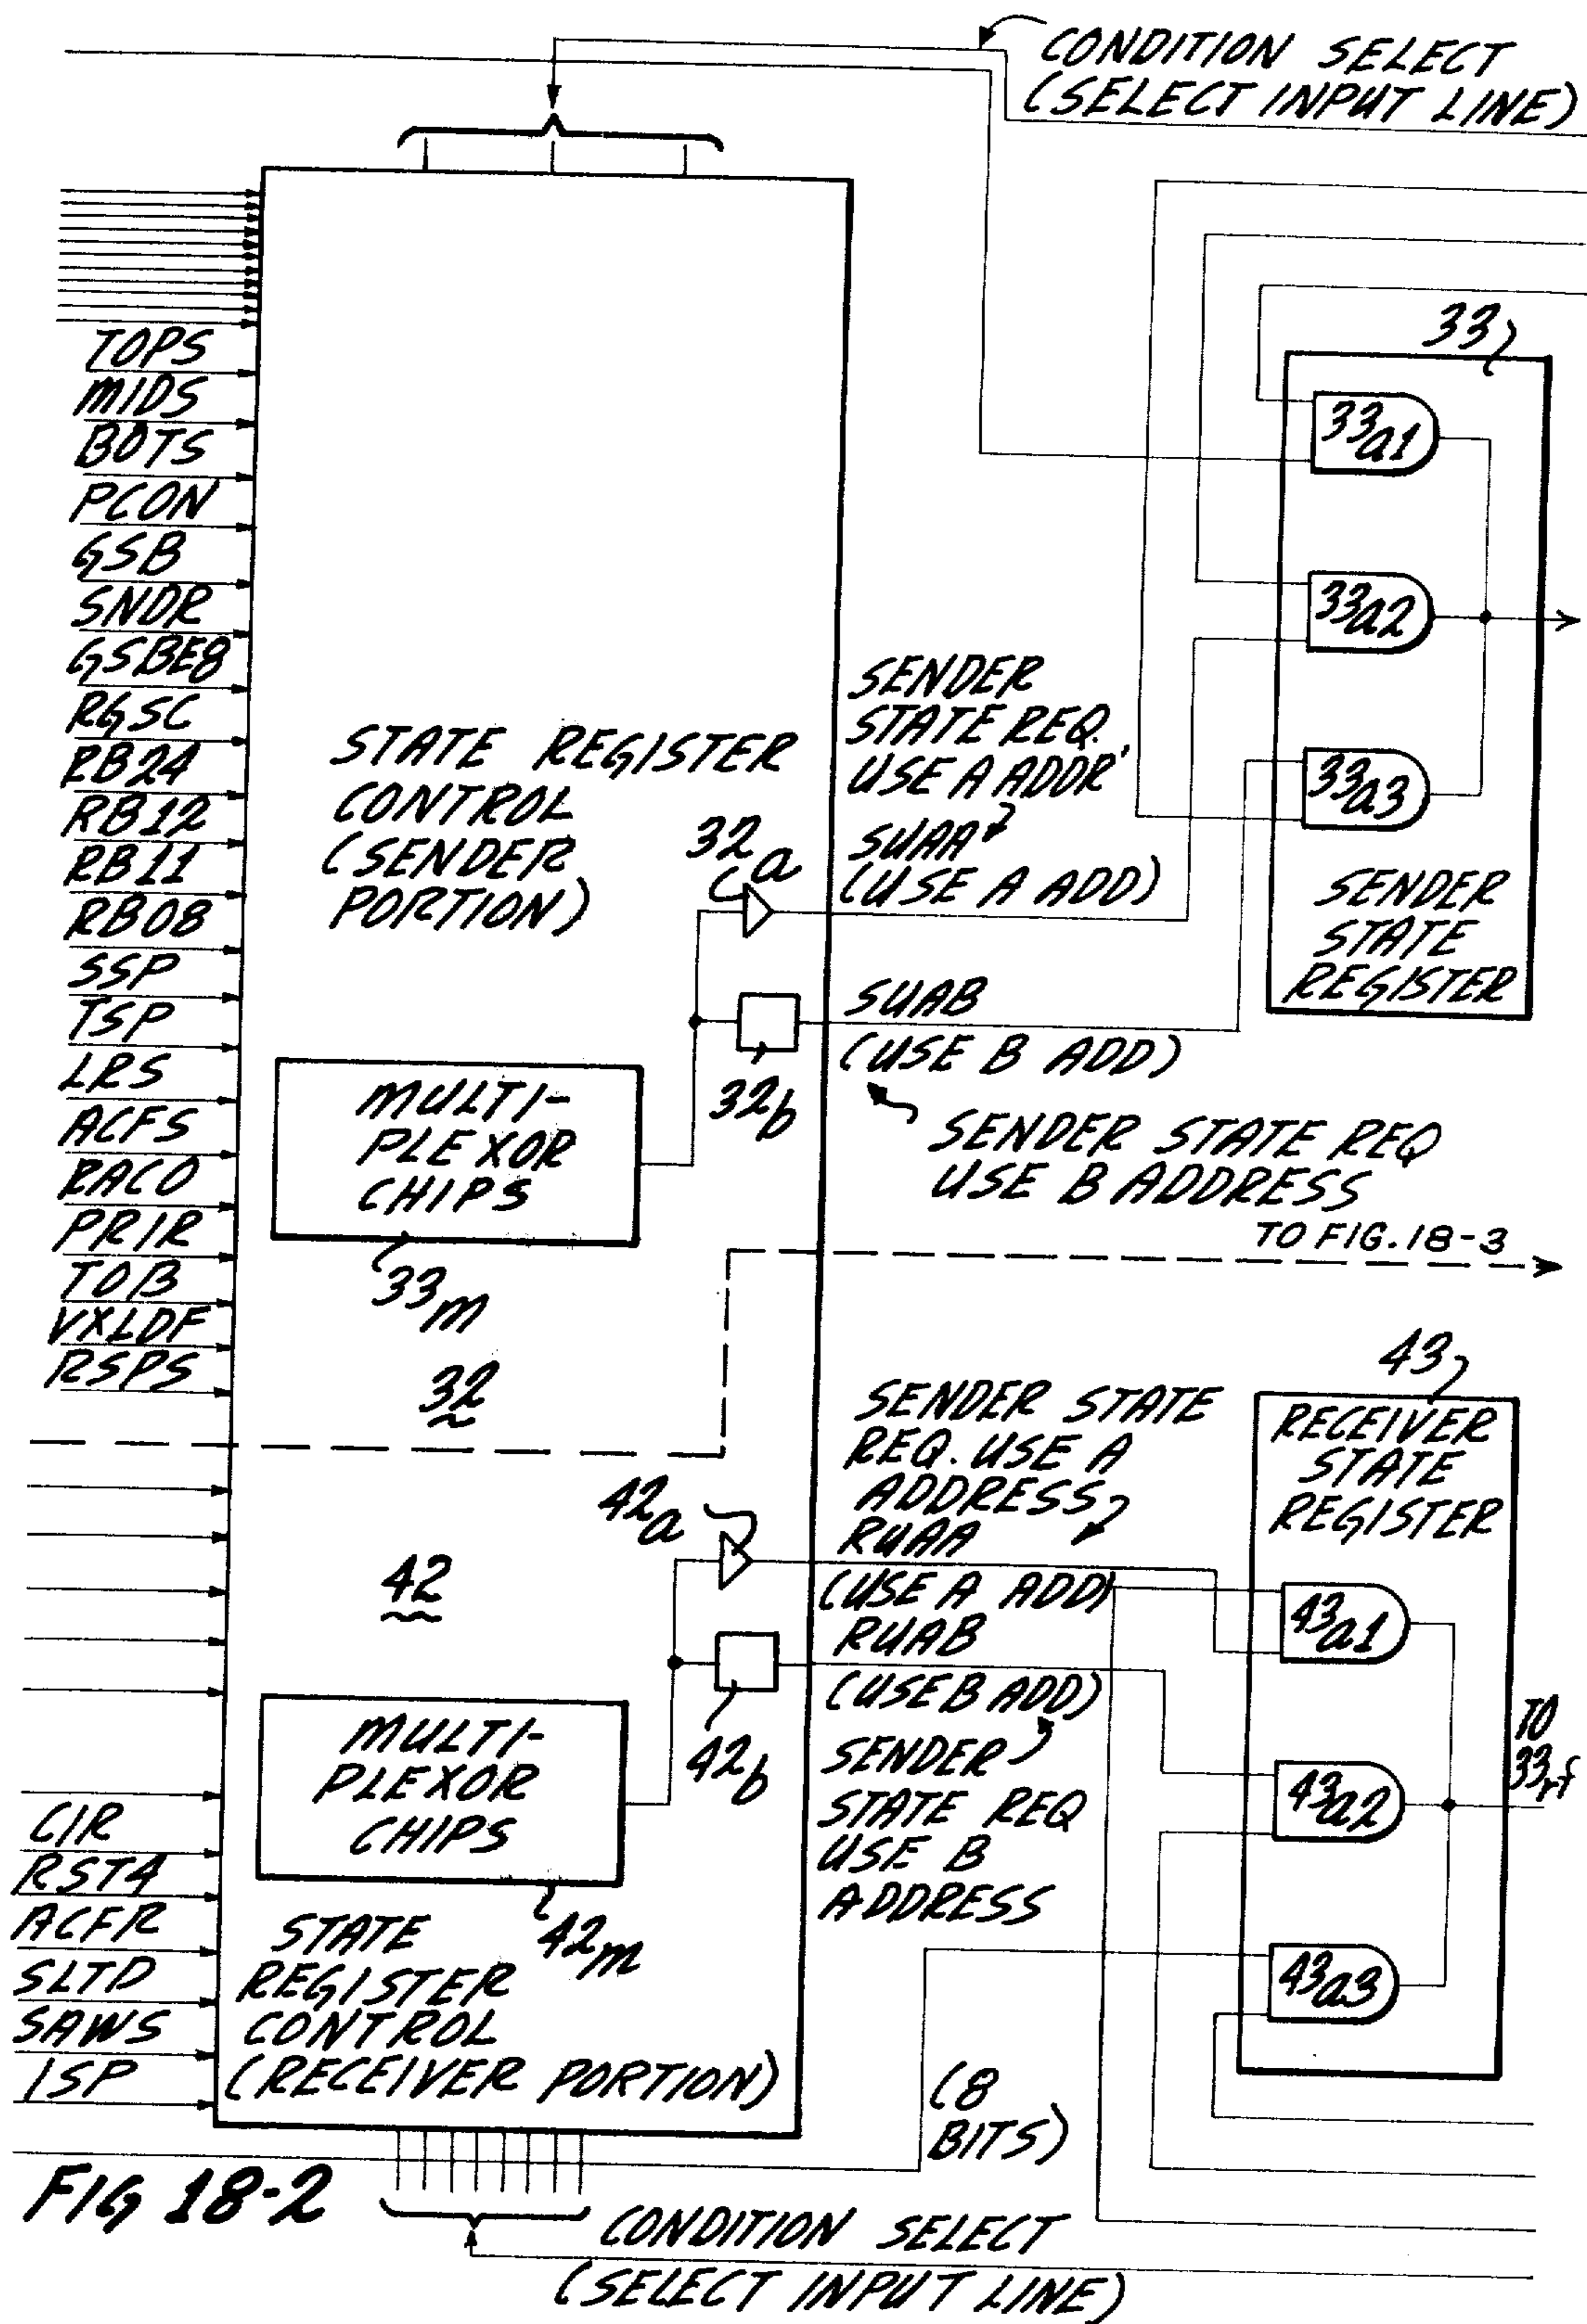 CONDITION SELECT
(SELECT INPUT LINE)
TOPS
MIDS
BOTS
PCON
GSB
SNDR
GSBE8
RGSC
RB24
RB12
RB11
RB08
SSP
TSP
LRS
ACFS
RACO
PRIR
TOB
VXLDF
RSPS
STATE REGISTER
CONTROL
(SENDER
PORTION)
32a
32b
MULTI-
PLEXOR
CHIPS
33m
32
SENDER
STATE REQ.
USE A ADDR'
SUAA
(USE A ADD)
SUAB
(USE B ADD)
SENDER STATE REQ
USE B ADDRESS
33
33a1
33a2
33a3
SENDER
STATE
REGISTER
TO FIG. 18-3
42
42a
42b
MULTI-
PLEXOR
CHIPS
42m
CIR
RST4
ACFR
SLTD
SAWS
ISP
STATE
REGISTER
CONTROL
(RECEIVER PORTION)
SENDER STATE
REQ. USE A
ADDRESS
RUAA
(USE A ADD)
RUAB
(USE B ADD)
SENDER
STATE REQ
USE B
ADDRESS
43
RECEIVER
STATE
REGISTER
43a1
43a2
43a3
TO
33rf
(8
BITS)
FIG 18-2
CONDITION SELECT
(SELECT INPUT LINE)